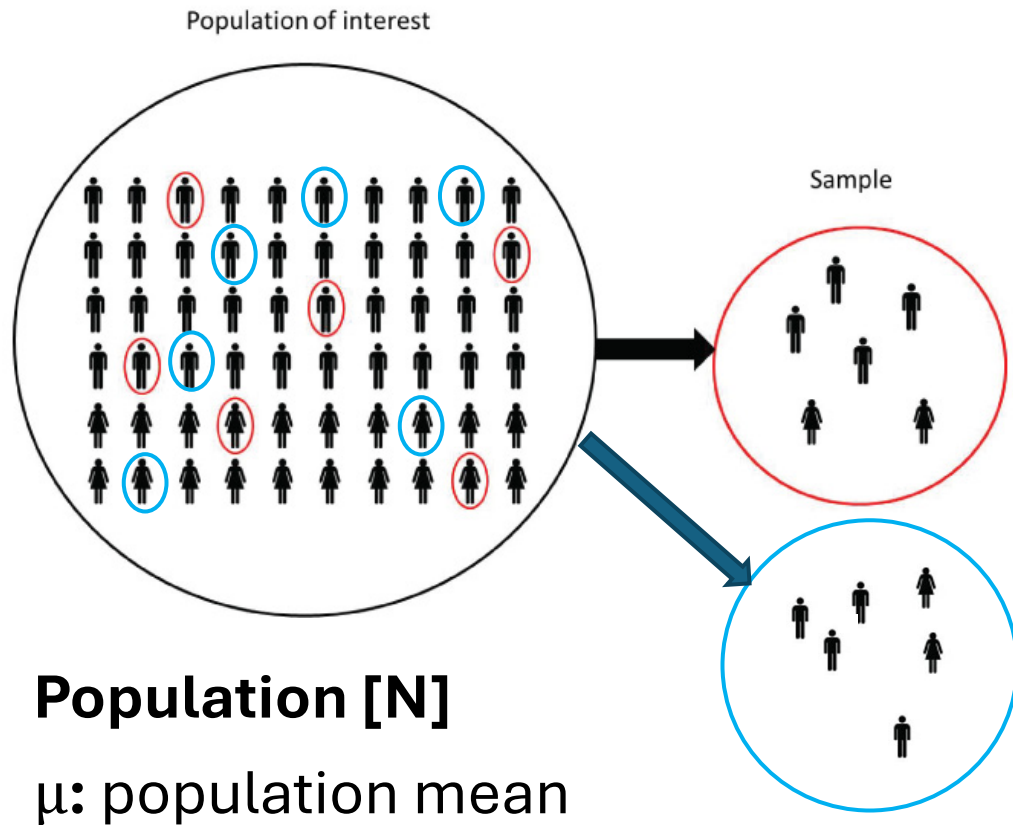 Population of interest
Sample
Population [N]
μ: population mean